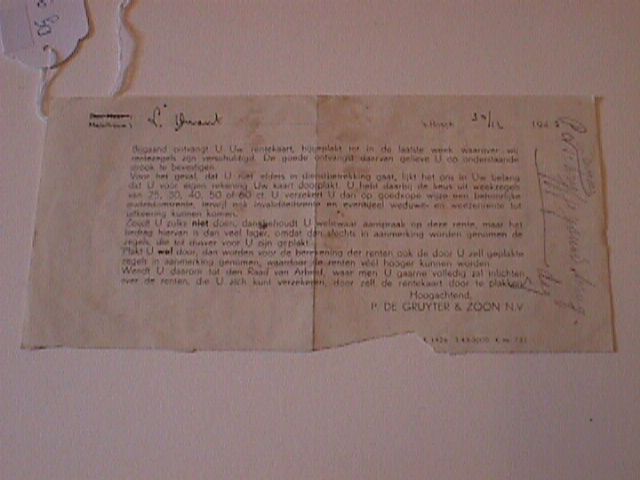 's-Bosch 194
Bijgaand ontvangt U Uw rentekaart, bijgeplakt tot in de laatste week waarover wij
rentezegels zijn verschuldigd. De goede ontvangst daarvan gelieve U op onderstaande
strook te bevestigen.
Voor het geval, dat U niet elders in dienstbetrekking gaat, lijkt het ons in Uw belang
dat U voor eigen rekening Uw kaart doorplakt. U hebt daarbij de keus uit weekzegels
van 25, 30, 40, 50 of 60 ct. U verzekert U dan op goedkope wijze een behoorlijke
ouderdomsrente, terwijl ook invaliditeitsrente en eventueel weduwe- en weezenrente tot
uitkeering kunnen komen.
Zoudt U zulks niet doen, dan behoudt U weliswaar aanspraak op deze rente, maar het
bedrag hiervan is dan veel lager, omdat dan slechts in aanmerking worden genomen de
zegels, die tot dusver voor U zijn geplakt.
Plakt U wel door, dan worden voor de berekening der renten ook de door U zelf geplakte
zegels in aanmerking genomen, waardoor de renten veel hooger kunnen worden.
Wendt U daarom tot den Raad van Arbeid, waar men U gaarne volledig zal inlichten
over de renten, die U zich kunt verzekeren, door zelf de rentekaart door te plakken.
Hoogachtend,
P. DE GRUYTER & ZOON N.V.